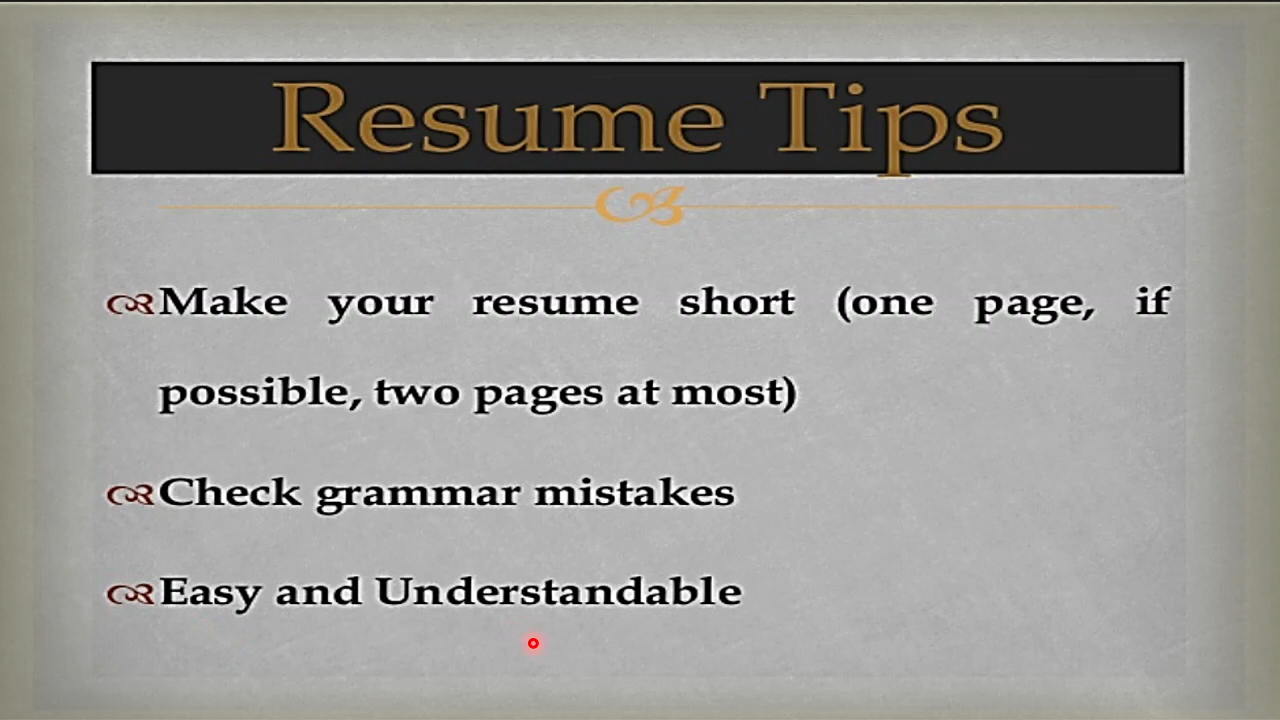 Resume Tips
Make your resume short (one page, if
possible, two pages at most)
Check grammar mistakes
Easy and Understandable